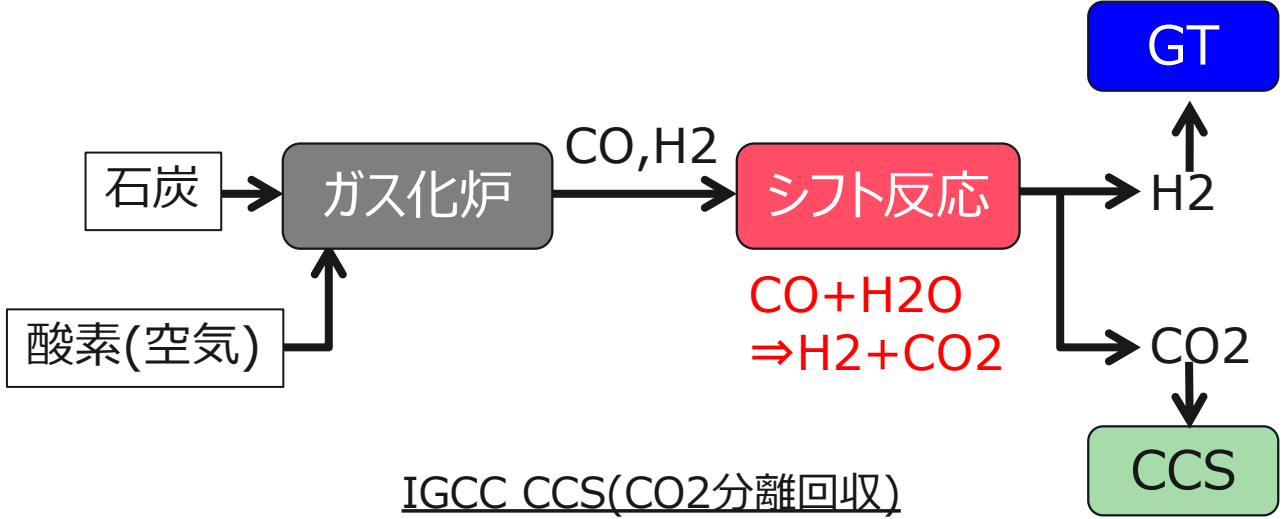 GT
CO,H2
石炭
ガス化炉
シフト反応
H2
酸素(空気)
CO+H2O
⇒H2+CO2
CO2
CCS
IGCC CCS(CO2分離回収)